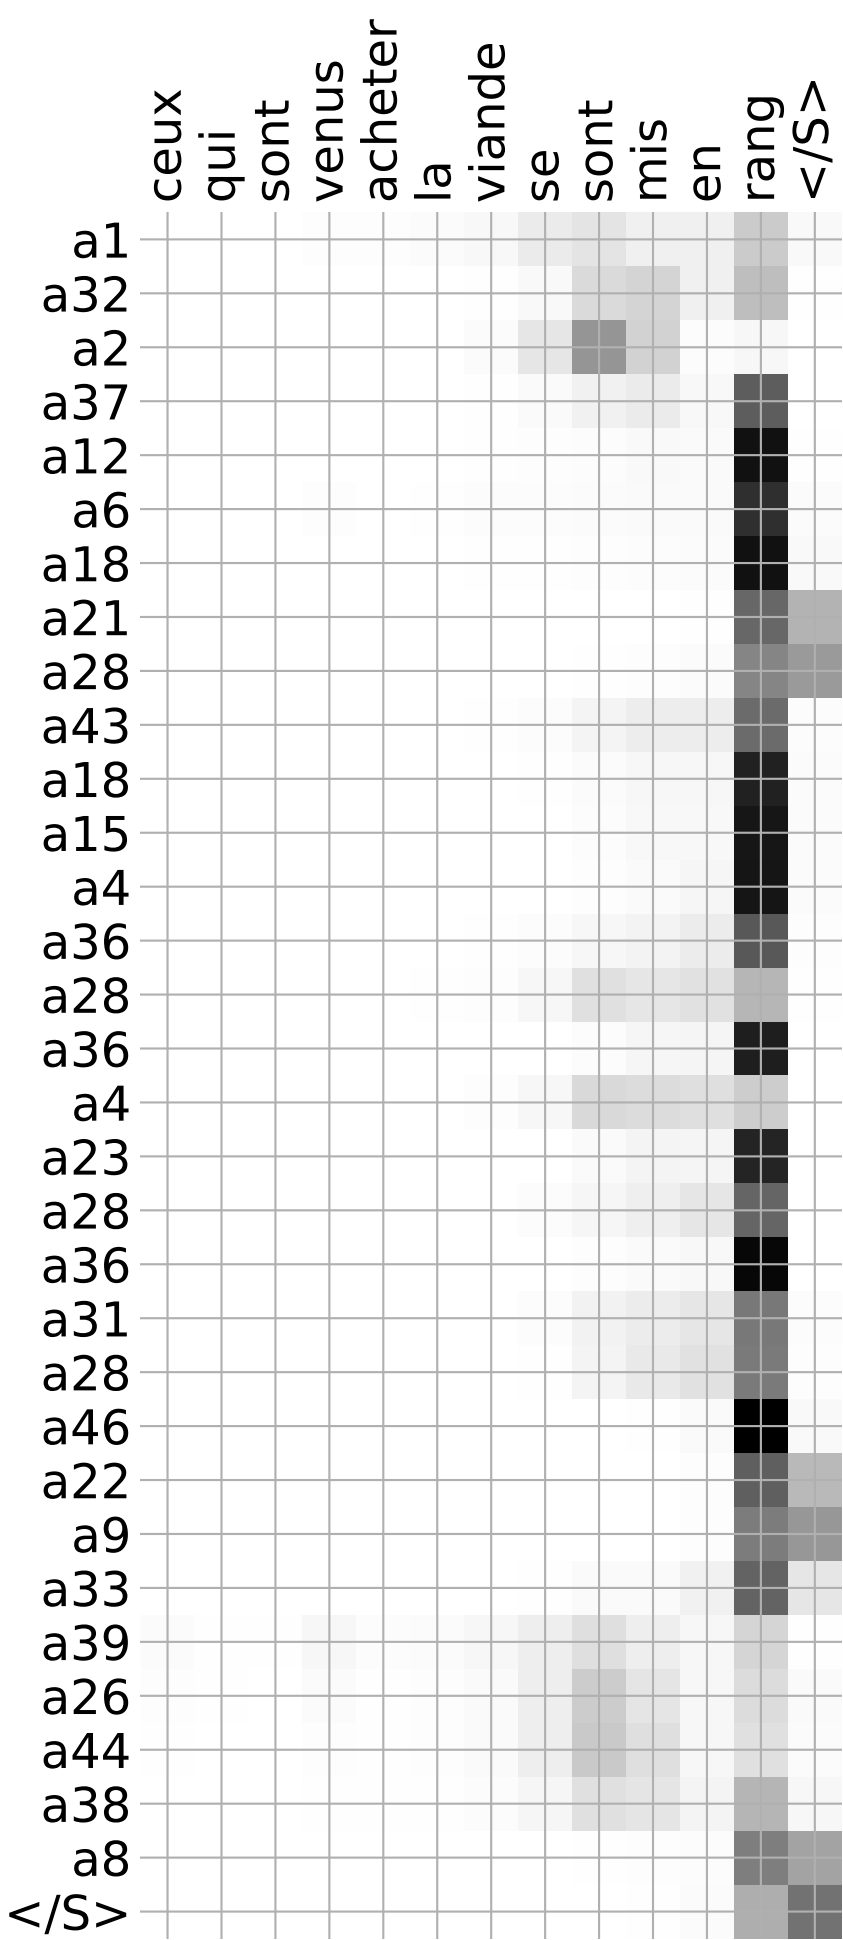 ceux qui sont venus acheter la viande se sont mis en rang </S>
a1
a32
a2
a37
a12
a6
a18
a21
a28
a43
a18
a15
a4
a36
a28
a36
a4
a23
a28
a36
a31
a28
a46
a22
a9
a33
a39
a26
a44
a38
a8
</S>